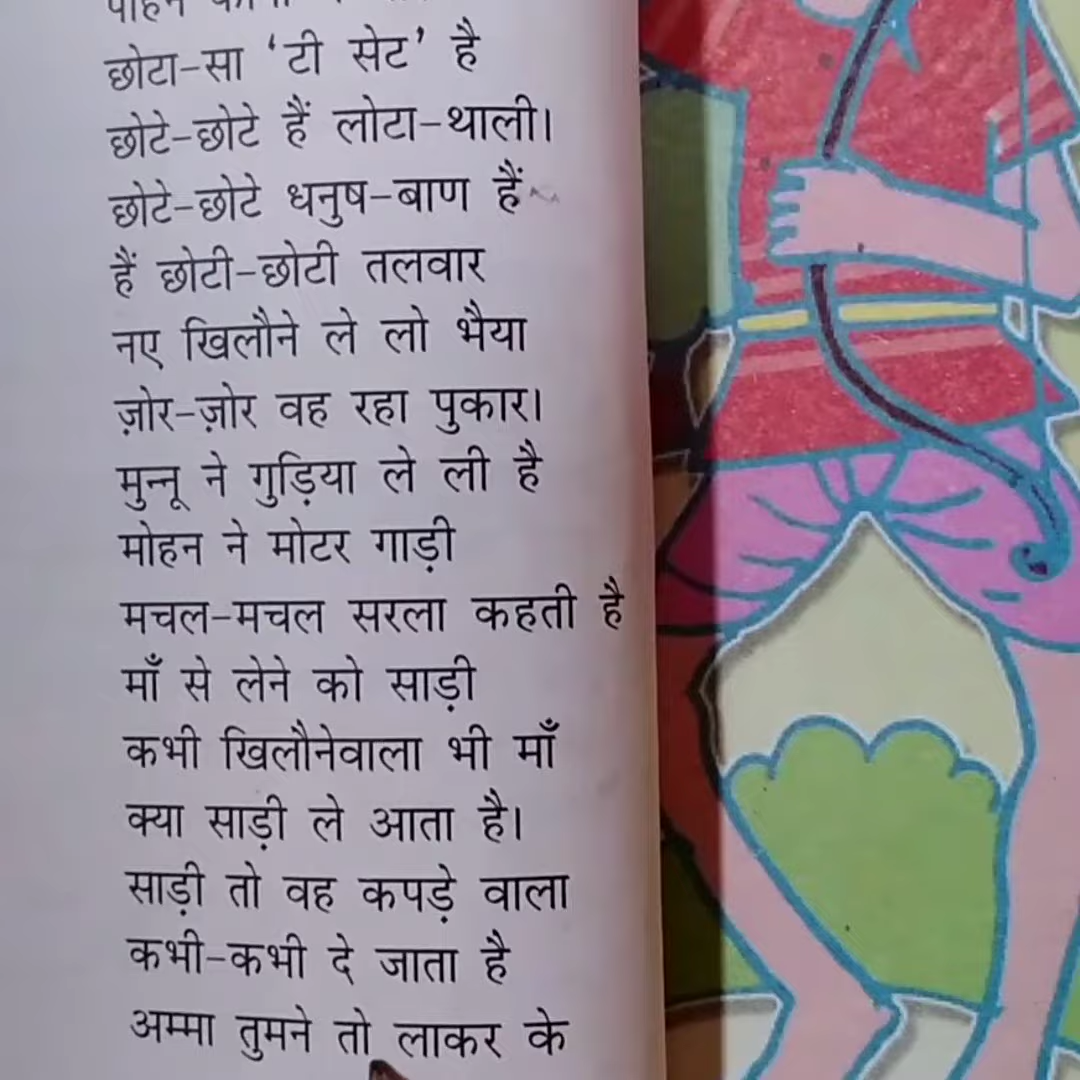 छोटा-सा ‘टी सेट’ है
छोटे-छोटे हैं लोटा-थाली।
छोटे-छोटे धनुष-बाण हैं
हैं छोटी-छोटी तलवार
नए खिलौने ले लो भैया
ज़ोर-ज़ोर वह रहा पुकार।
मुन्नू ने गुड़िया ले ली है
मोहन ने मोटर गाड़ी
मचल-मचल सरला कहती है
माँ से लेने को साड़ी
कभी खिलौनेवाला भी माँ
क्या साड़ी ले आता है।
साड़ी तो वह कपड़े वाला
कभी-कभी दे जाता है
अम्मा तुमने तो लाकर के